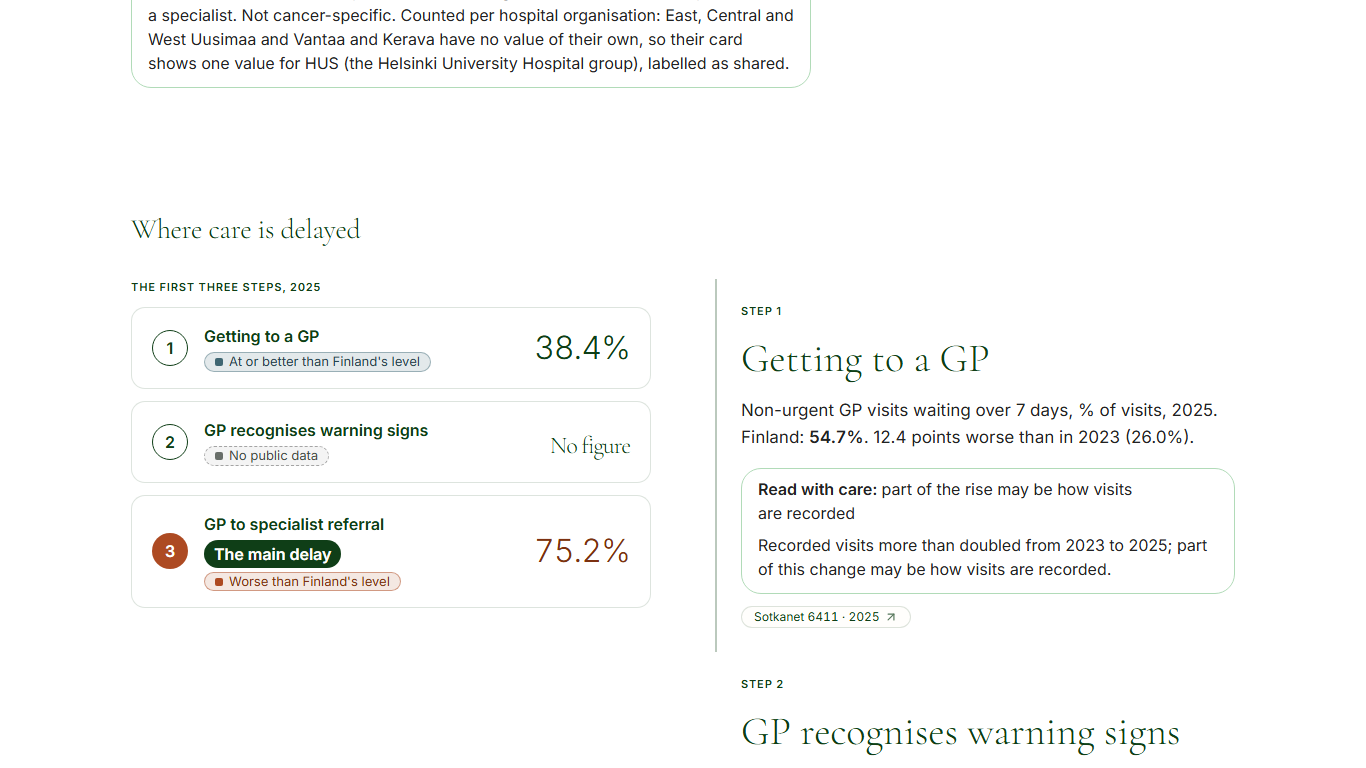 a specialist. Not cancer-specific. Counted per hospital organisation: East, Central and
West Uusimaa and Vantaa and Kerava have no value of their own, so their card
shows one value for HUS (the Helsinki University Hospital group), labelled as shared.
Where care is delayed
THE FIRST THREE STEPS, 2025
1
Getting to a GP
At or better than Finland's level
38.4%
2
GP recognises warning signs
No public data
No figure
3
GP to specialist referral
The main delay
Worse than Finland's level
75.2%
STEP 1
Getting to a GP
Non-urgent GP visits waiting over 7 days, % of visits, 2025.
Finland: 54.7%. 12.4 points worse than in 2023 (26.0%).
Read with care: part of the rise may be how visits
are recorded
Recorded visits more than doubled from 2023 to 2025; part
of this change may be how visits are recorded.
Sotkanet 6411 · 2025 ↗
STEP 2
GP recognises warning signs